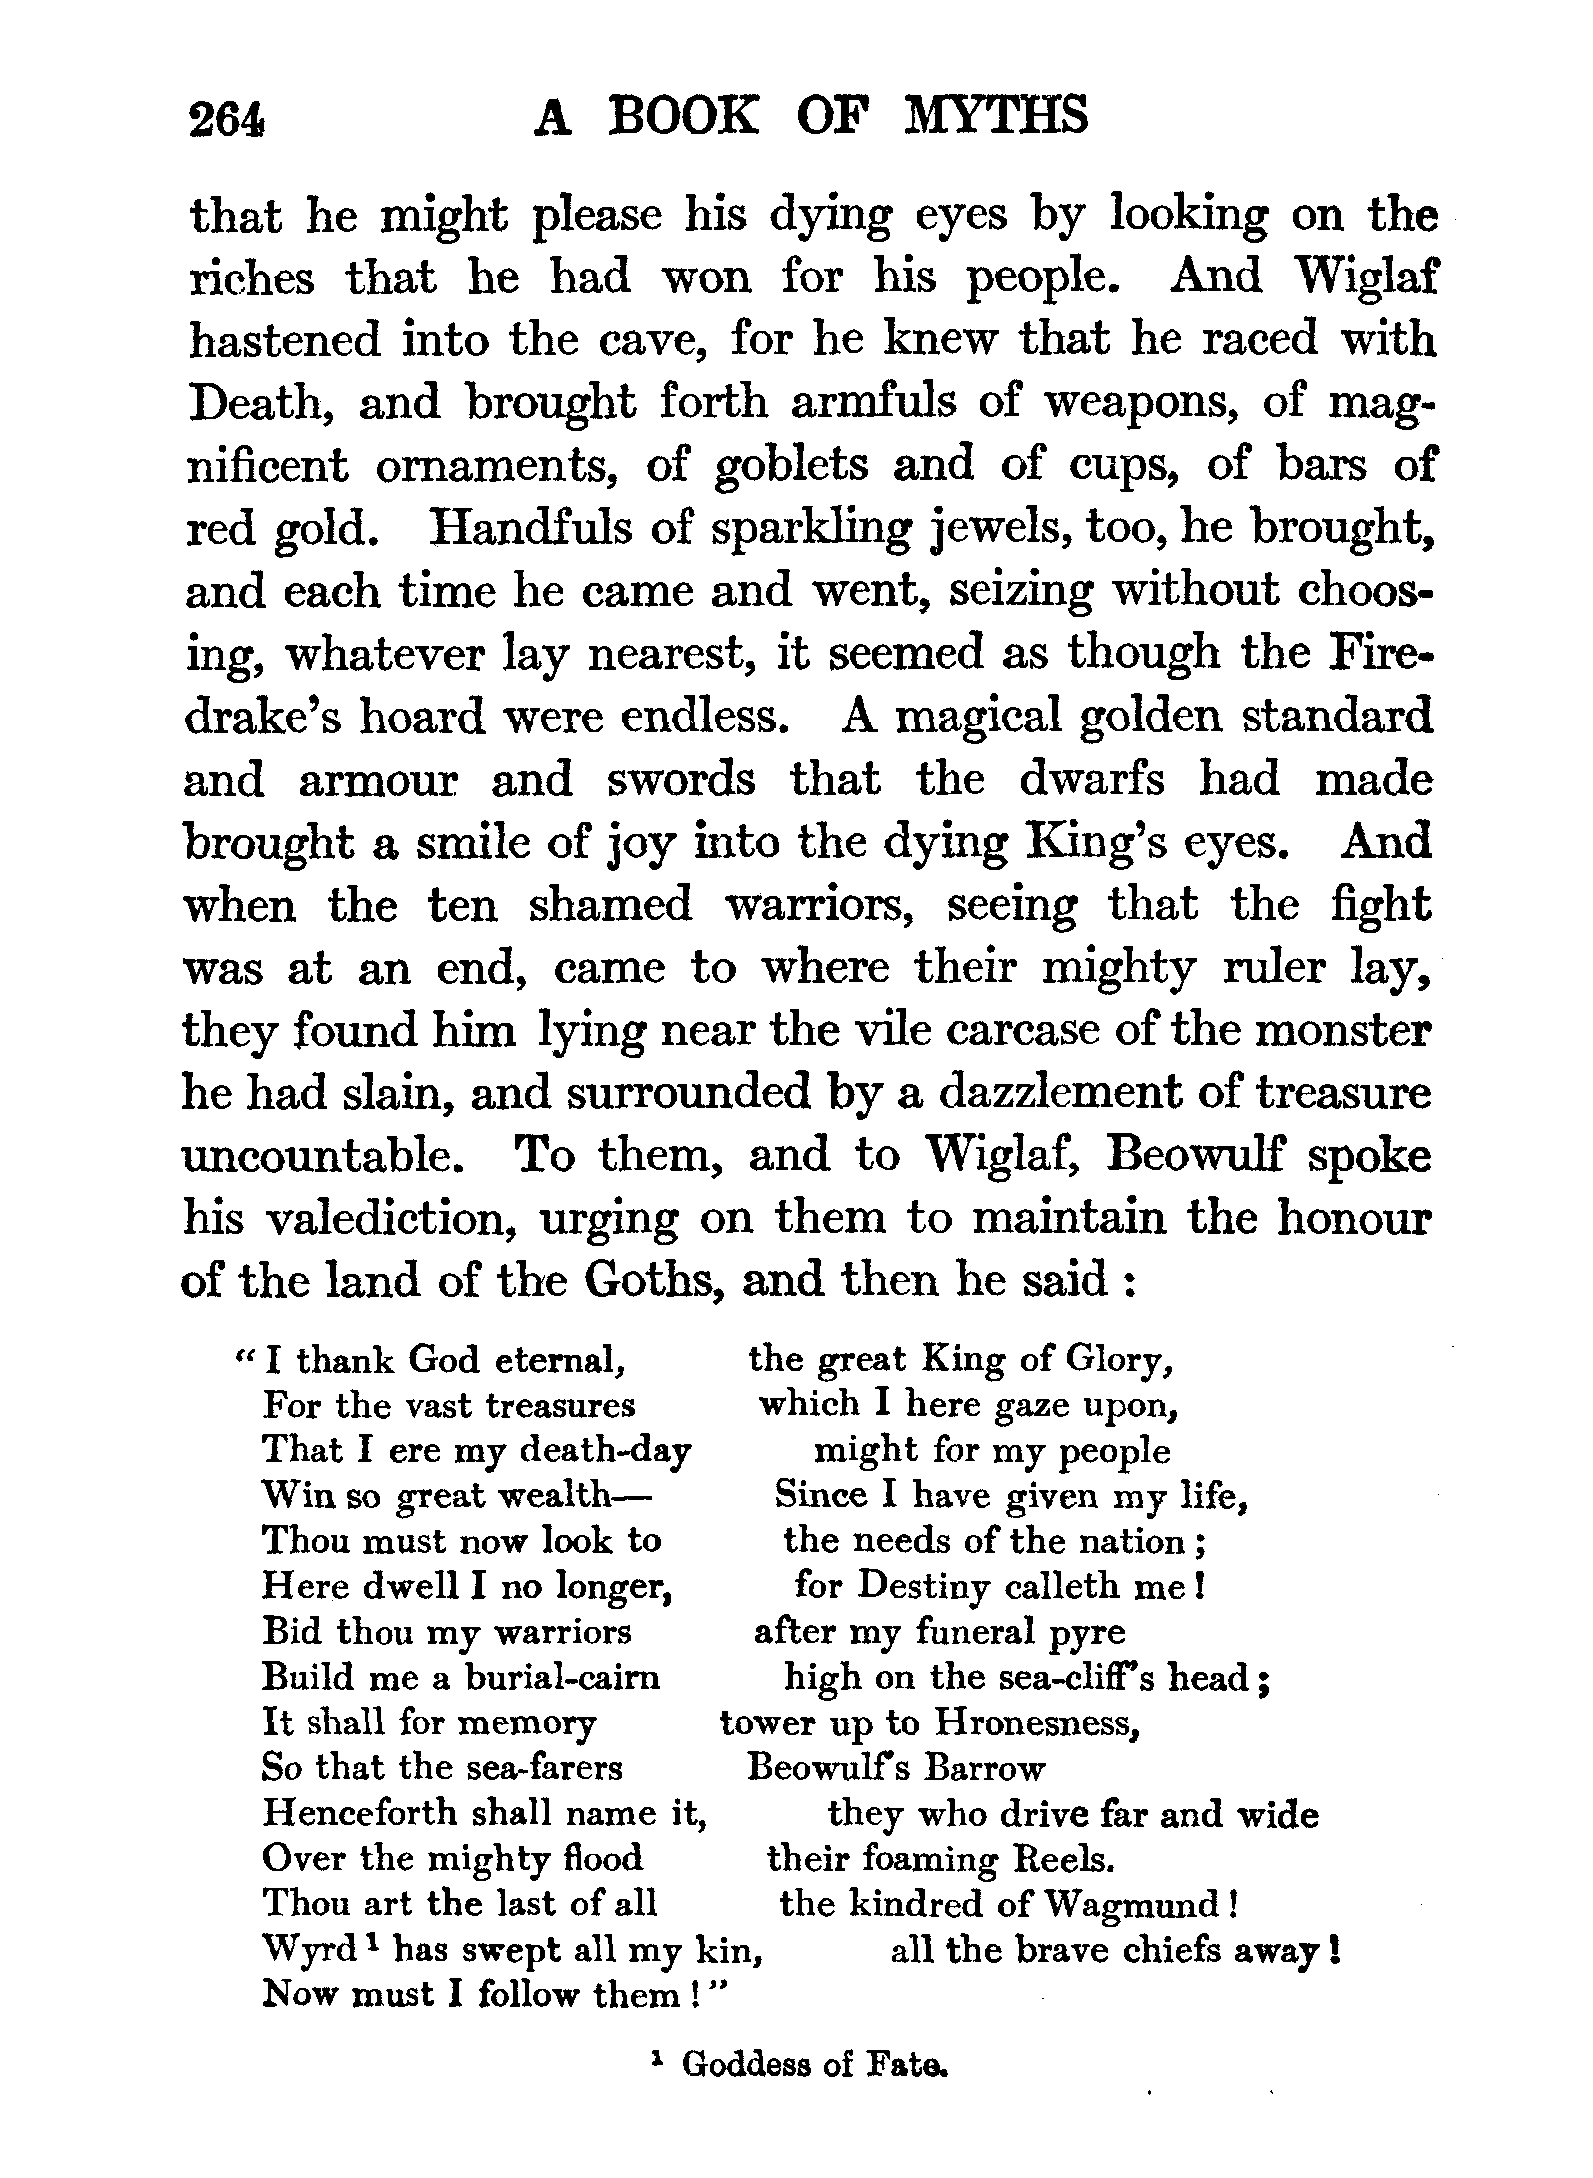 264 A BOOK OF MYTHS
that he might please his dying eyes by looking on the
riches that he had won for his people. And Wiglaf
hastened into the cave, for he knew that he raced with
Death, and brought forth armfuls of weapons, of mag-
nificent ornaments, of goblets and of cups, of bars of
red gold. Handfuls of sparkling jewels, too, he brought,
and each time he came and went, seizing without choos-
ing, whatever lay nearest, it seemed as though the Fire-
drake's hoard were endless. A magical golden standard
and armour and swords that the dwarfs had made
brought a smile of joy into the dying King's eyes. And
when the ten shamed warriors, seeing that the fight
was at an end, came to where their mighty ruler lay,
they found him lying near the vile carcase of the monster
he had slain, and surrounded by a dazzlement of treasure
uncountable. To them, and to Wiglaf, Beowulf spoke
his valediction, urging on them to maintain the honour
of the land of the Goths, and then he said :
“ I thank God eternal, the great King of Glory,
For the vast treasures which I here gaze upon,
That I ere my death-day might for my people
Win so great wealth— Since I have given my life,
Thou must now look to the needs of the nation ;
Here dwell I no longer, for Destiny calleth me !
Bid thou my warriors after my funeral pyre
Build me a burial-cairn high on the sea-cliff's head ;
It shall for memory tower up to Hronesness,
So that the sea-farers Beowulf's Barrow
Henceforth shall name it, they who drive far and wide
Over the mighty flood their foaming Reels.
Thou art the last of all the kindred of Wagmund !
Wyrd ¹ has swept all my kin, all the brave chiefs away !
Now must I follow them ! ”
¹ Goddess of Fate.